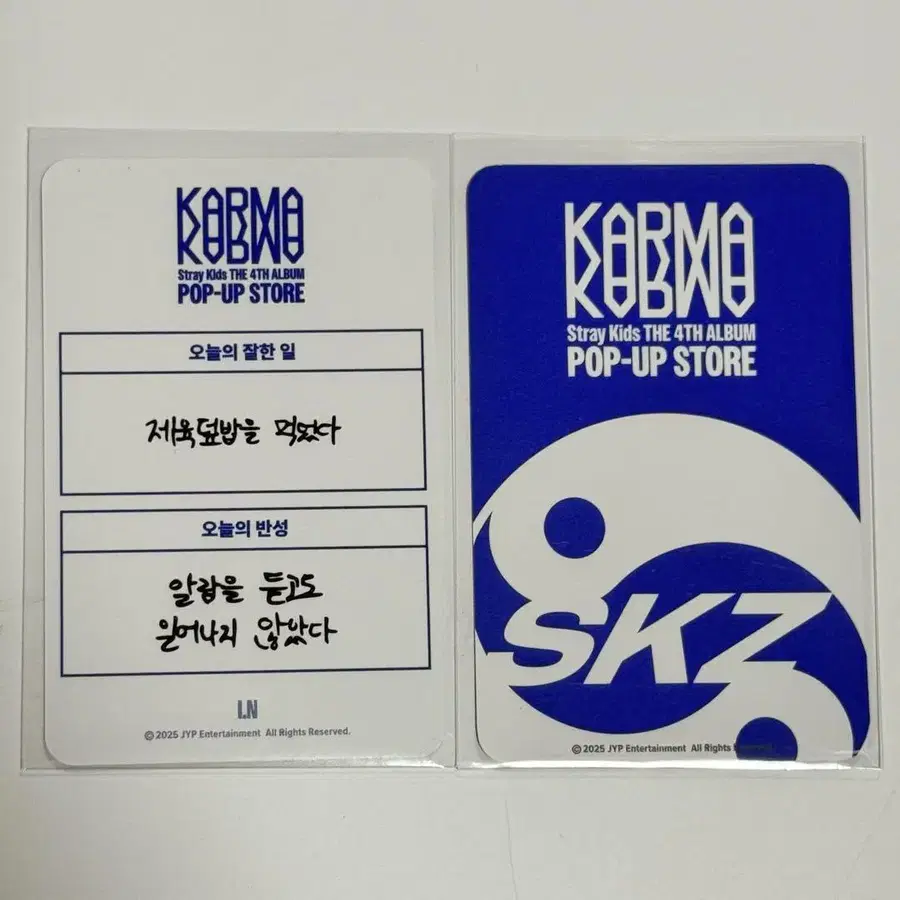 KARMA
Stray Kids THE 4TH ALBUM
POP-UP STORE
오늘의 잘한 일
제육덮밥을 먹었다
오늘의 반성
알람을 듣고도
일어나지 않았다
I.N
© 2025 JYP Entertainment All Rights Reserved.
KARMA
Stray Kids THE 4TH ALBUM
POP-UP STORE
SKZ
© 2025 JYP Entertainment All Rights